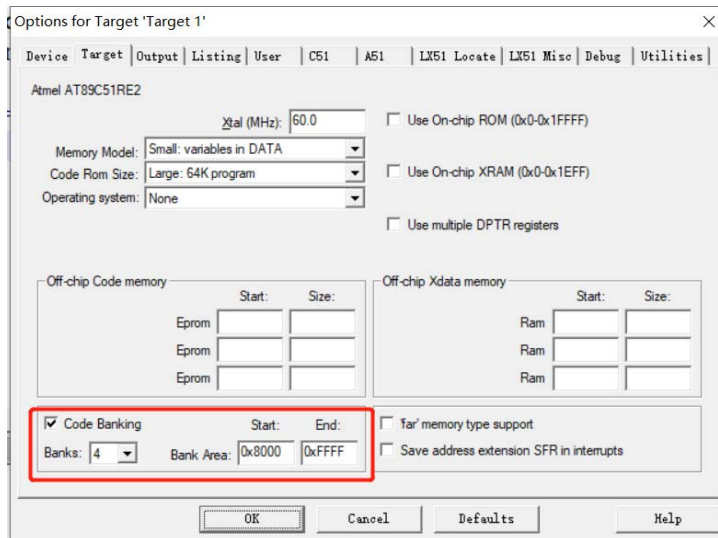 Options for Target 'Target 1'
Device Target Output Listing User C51 A51 LX51 Locate LX51 Misc Debug Utilities
Atmel AT89C51RE2
Xtal (MHz): 60.0
Use On-chip ROM (0x0-0x1FFFF)
Memory Model: Small: variables in DATA
Code Rom Size: Large: 64K program
Use On-chip XRAM (0x0-0x1EFF)
Operating system: None
Use multiple DPTR registers
Off-chip Code memory
Start: Size:
Eprom
Eprom
Eprom
Off-chip Xdata memory
Start: Size:
Ram
Ram
Ram
Code Banking Start: End:
Banks: 4 Bank Area: 0x8000 0xFFFF
'far' memory type support
Save address extension SFR in interrupts
OK Cancel Defaults Help